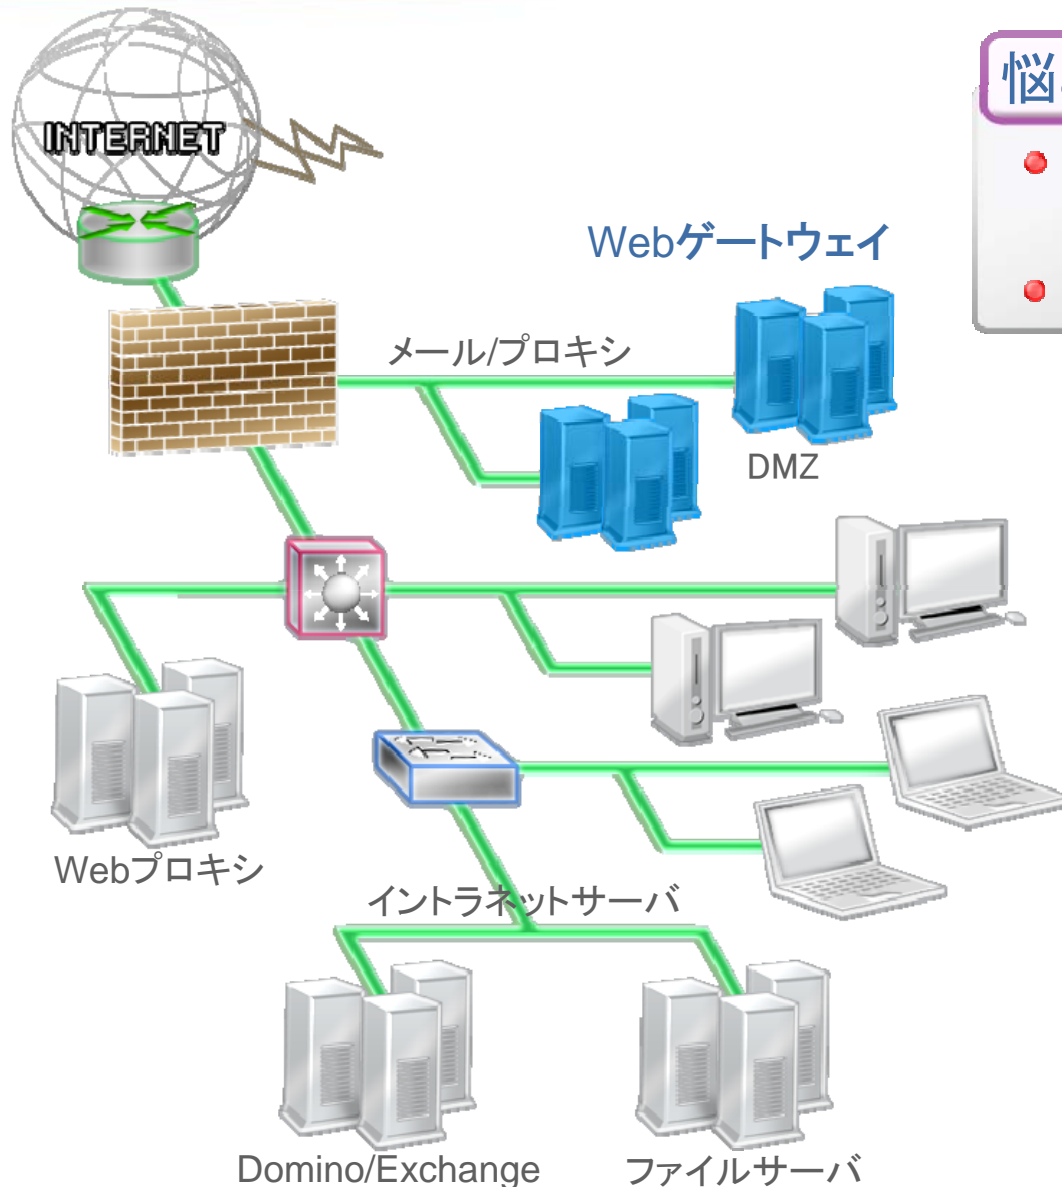 INTERNET
悩
Webゲートウェイ
メール/プロキシ
DMZ
Webプロキシ
イントラネットサーバ
Domino/Exchange
ファイルサーバ